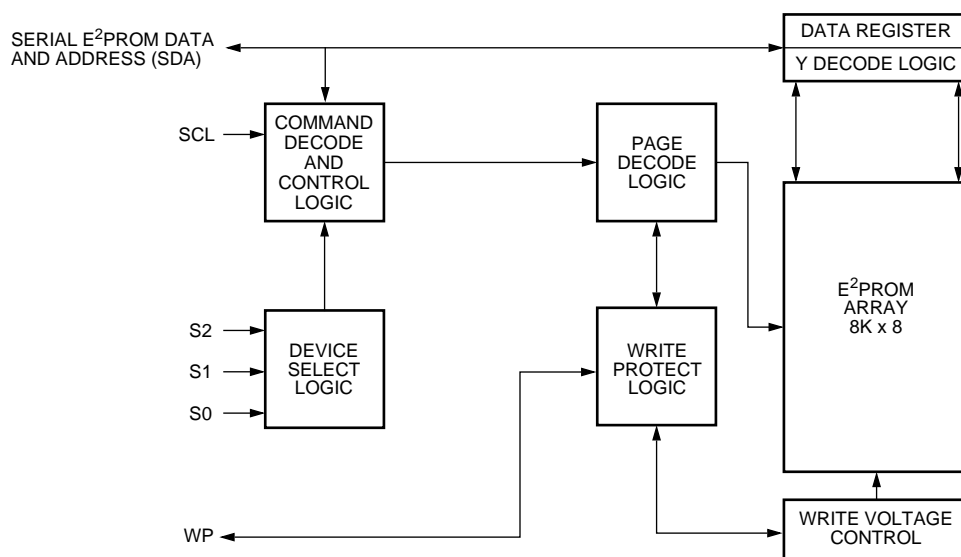 SERIAL E²PROM DATA
AND ADDRESS (SDA)
DATA REGISTER
Y DECODE LOGIC
SCL
COMMAND
DECODE
AND
CONTROL
LOGIC
PAGE
DECODE
LOGIC
E²PROM
ARRAY
8K x 8
S2
S1
S0
DEVICE
SELECT
LOGIC
WRITE
PROTECT
LOGIC
WP
WRITE VOLTAGE
CONTROL